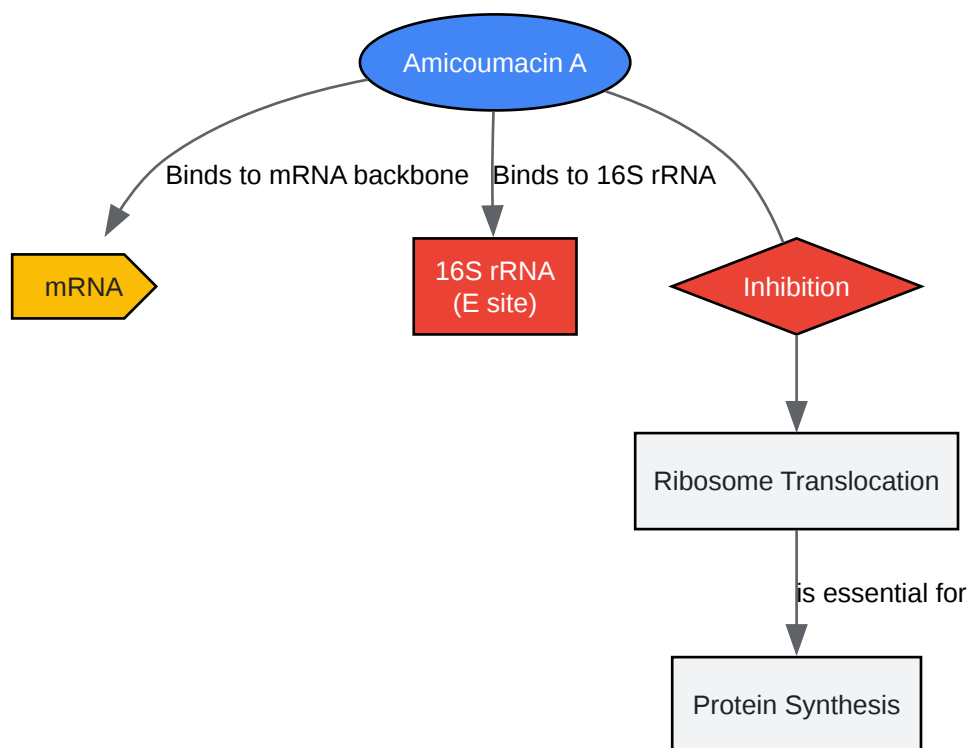 Amicoumacin A
Binds to mRNA backbone
Binds to 16S rRNA
mRNA
16S rRNA
(E site)
Inhibition
Ribosome Translocation
is essential for
Protein Synthesis